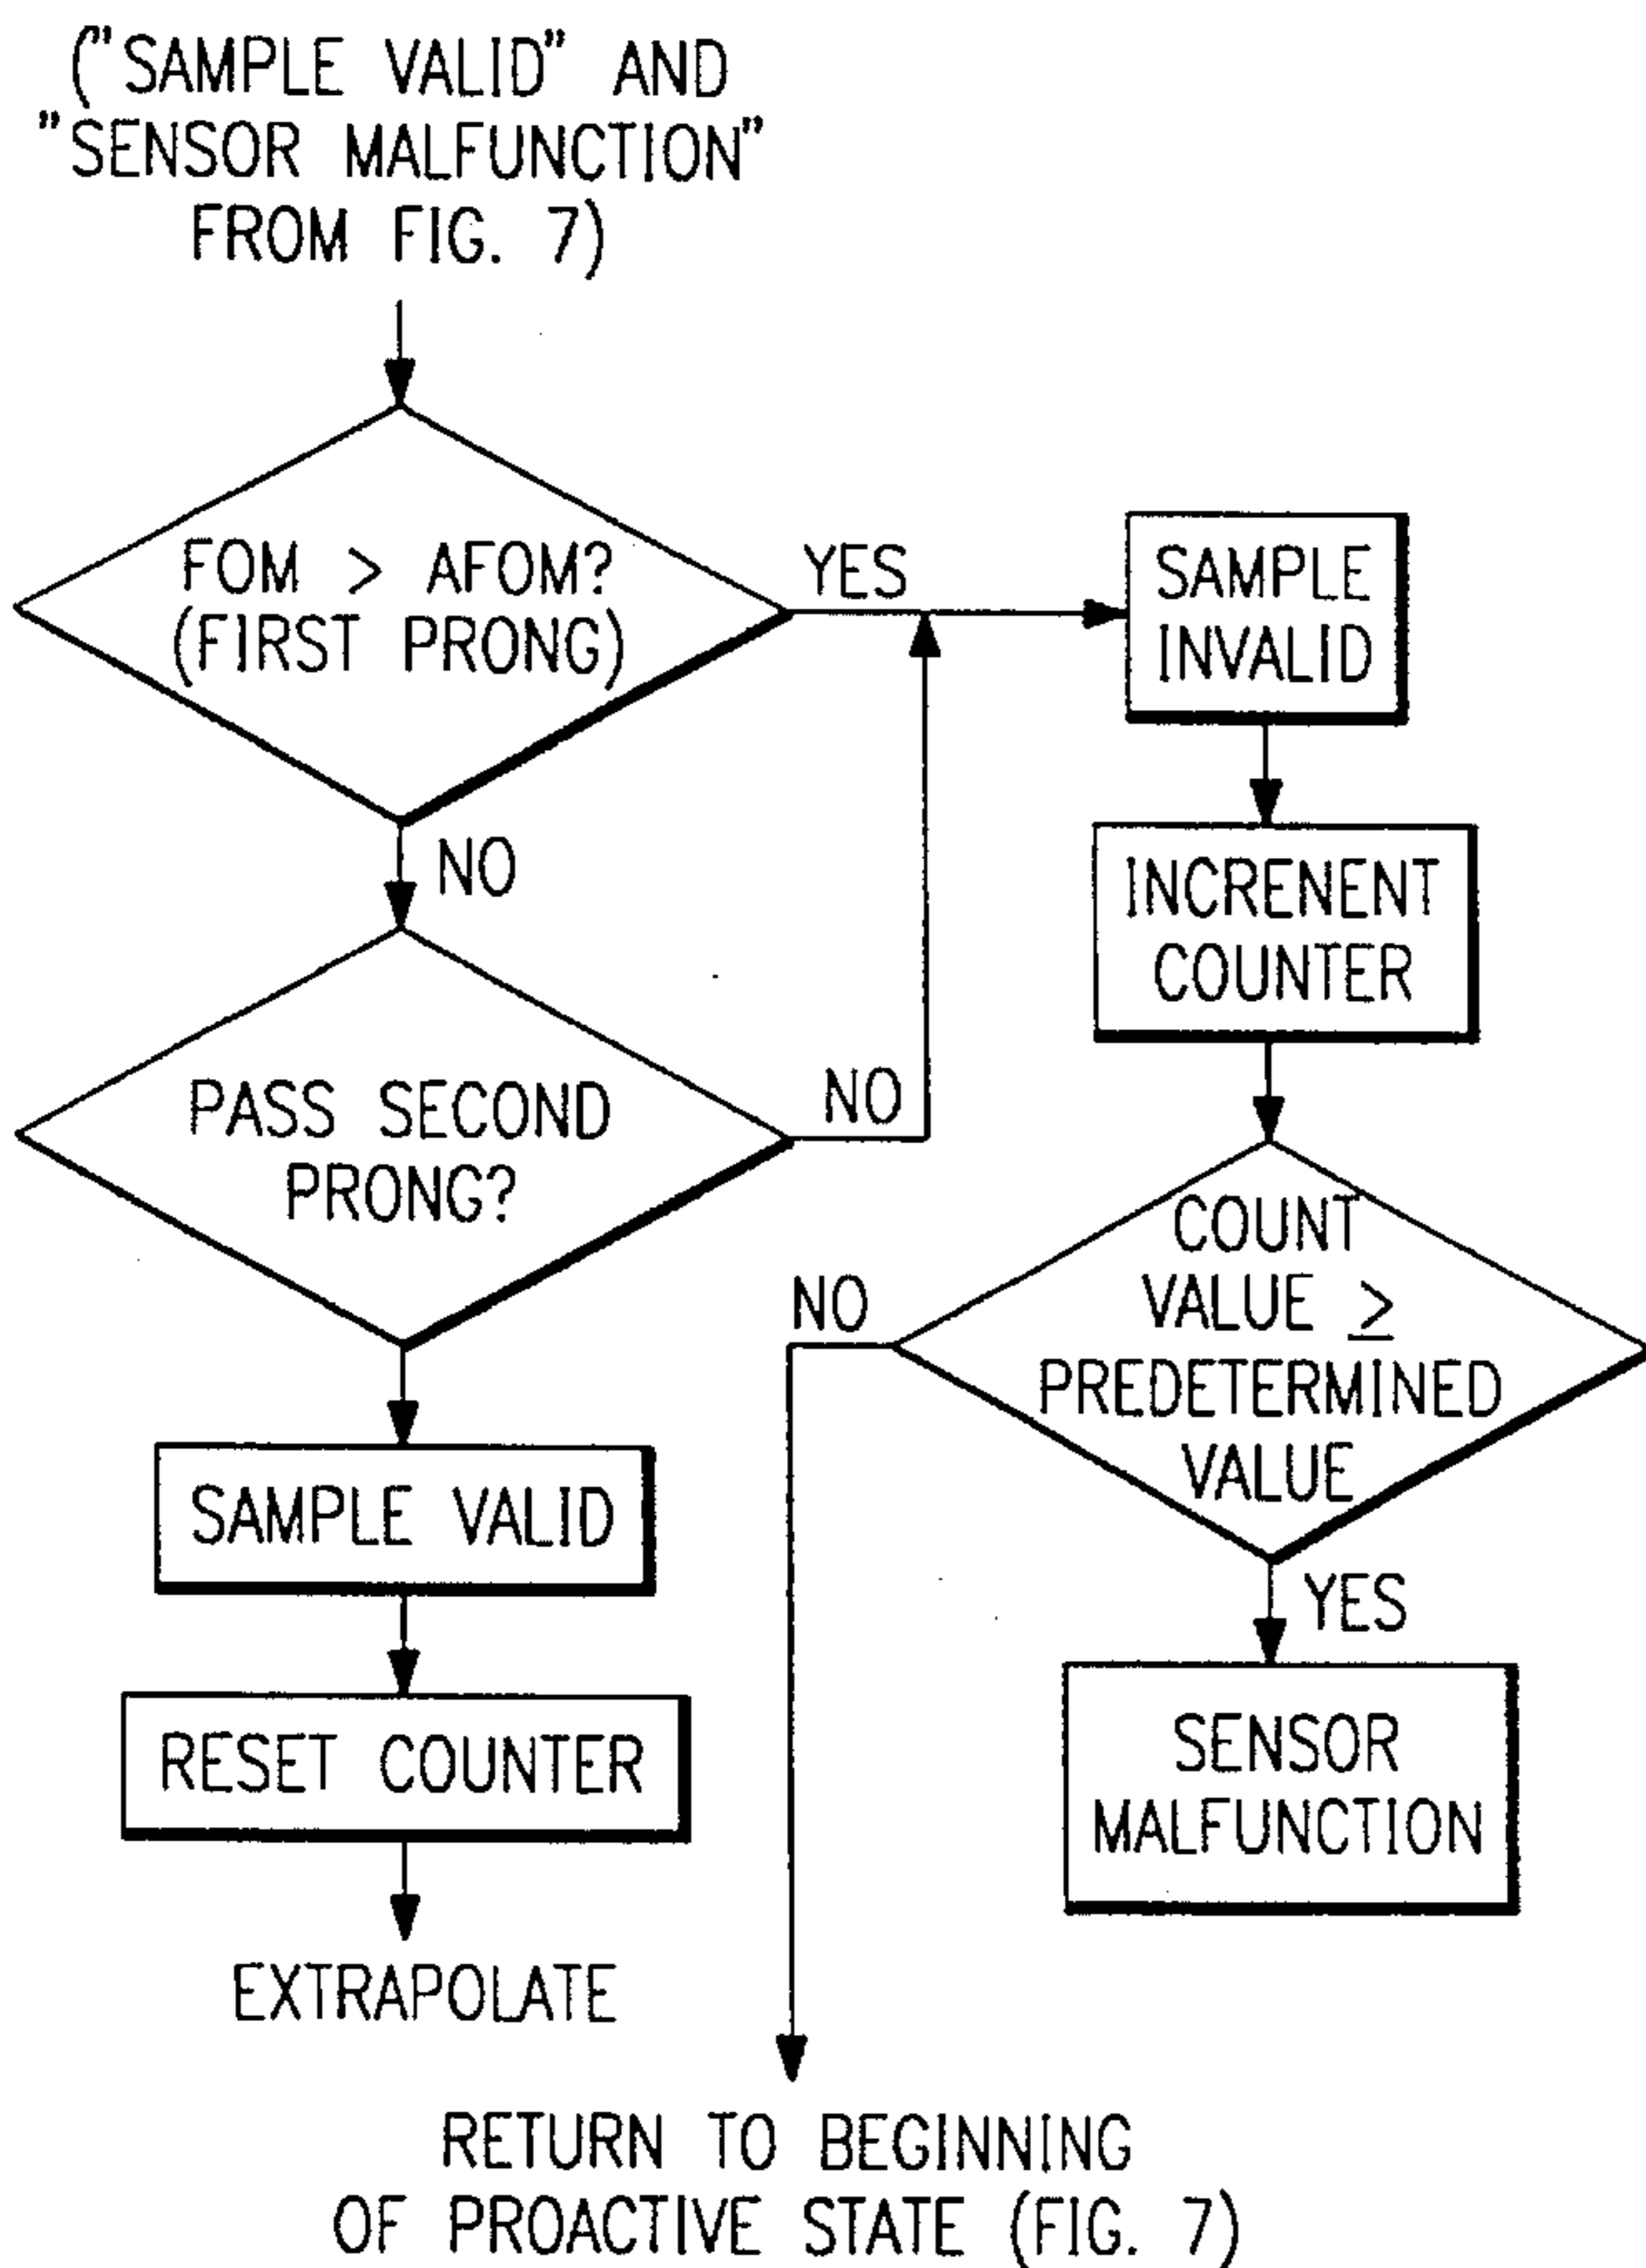 ("SAMPLE VALID" AND
"SENSOR MALFUNCTION"
FROM FIG. 7)
FOM > AFOM?
(FIRST PRONG)
YES
SAMPLE
INVALID
NO
INCRENENT
COUNTER
PASS SECOND
PRONG?
NO
COUNT
VALUE ≥
PREDETERMINED
VALUE
NO
YES
SAMPLE VALID
RESET COUNTER
SENSOR
MALFUNCTION
EXTRAPOLATE
RETURN TO BEGINNING
OF PROACTIVE STATE (FIG. 7)